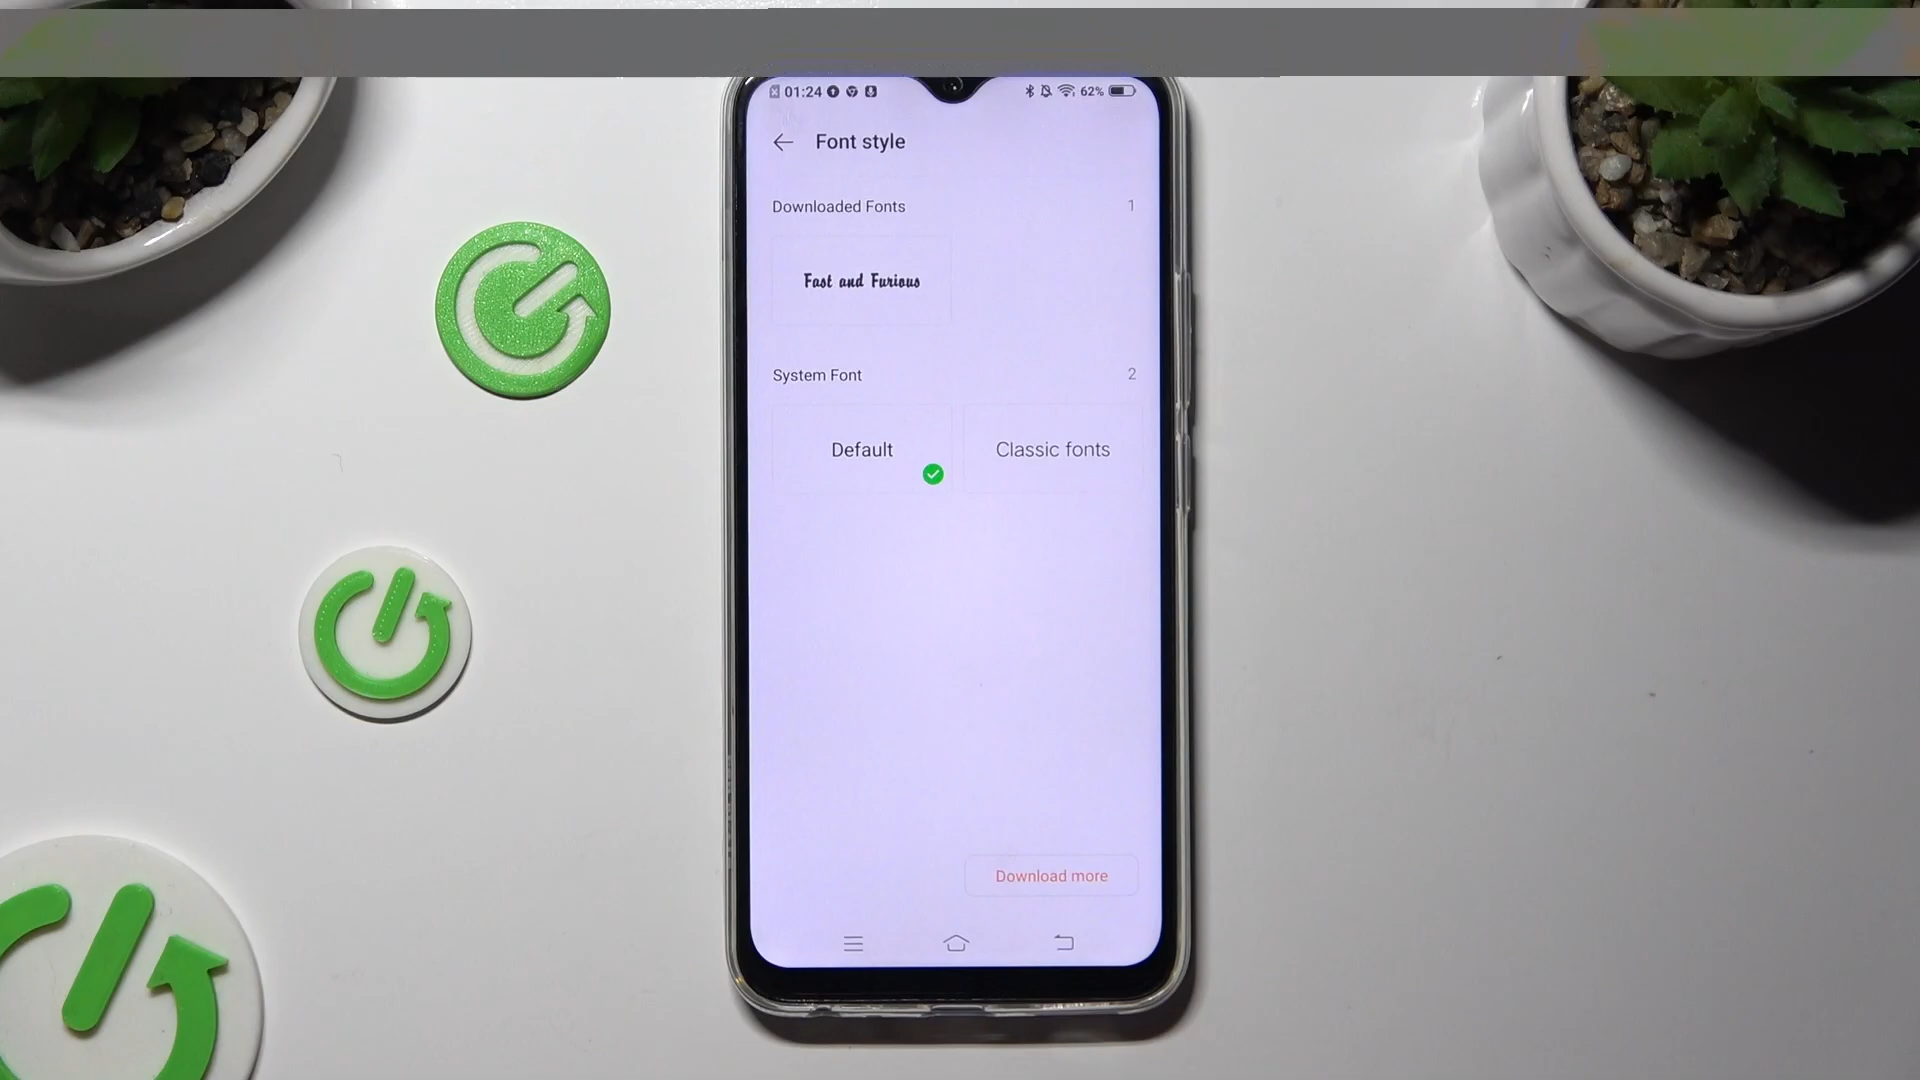 01:24 62%
Font style
Downloaded Fonts 1
Fast and Furious
System Font 2
Default Classic fonts
Download more